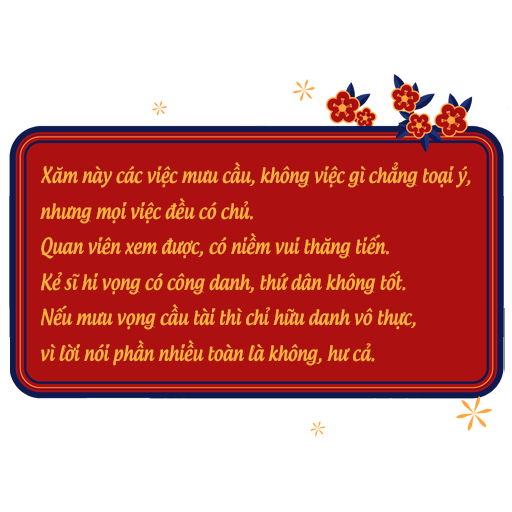 Xăm này các việc mưu cầu, không việc gì chẳng toại ý,
nhưng mọi việc đều có chủ.
Quan viên xem được, có niềm vui thăng tiến.
Kẻ sĩ hi vọng có công danh, thứ dân không tốt.
Nếu mưu vọng cầu tài thì chỉ hữu danh vô thực,
vì lời nói phần nhiều toàn là không, hư cả.